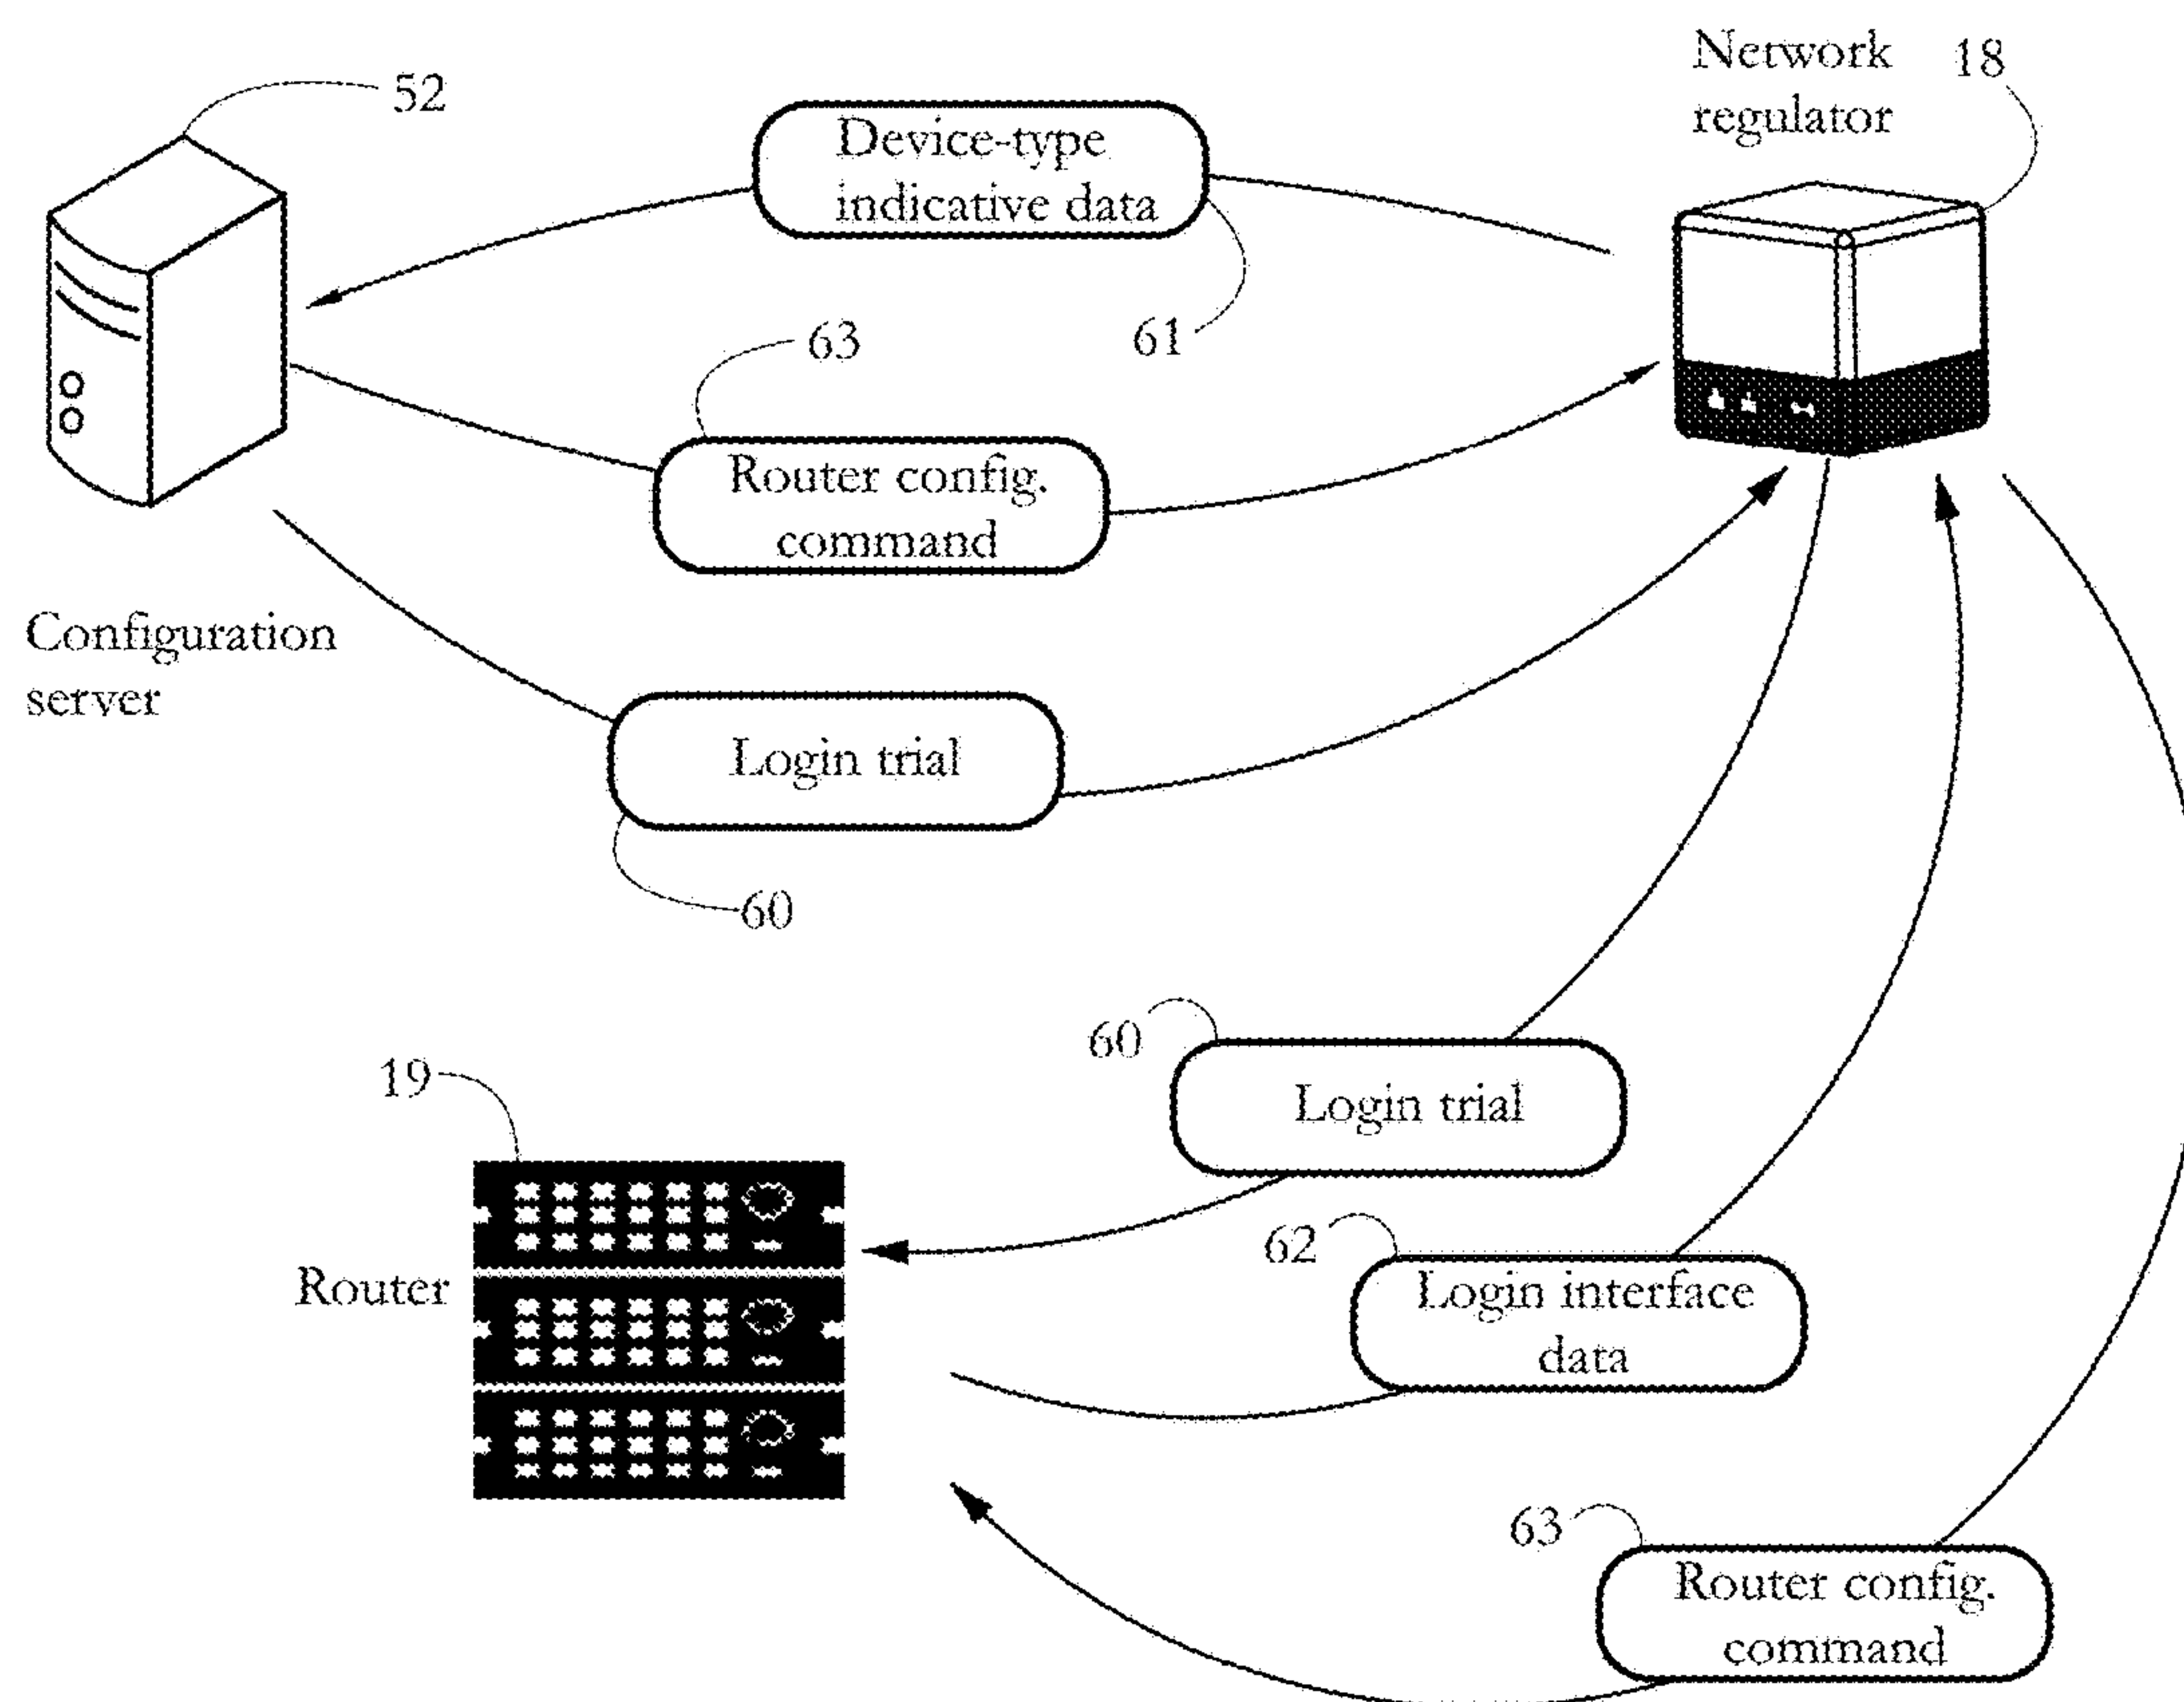 Network
regulator
18
52
Device-type
indicative data
61
63
Router config.
command
Configuration
server
Login trial
60
60
Login trial
19
Router
62
Login interface
data
63
Router config.
command